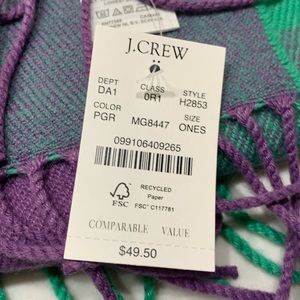 J.CREW
DEPT CLASS STYLE
DA1 0R1 H2853
COLOR SIZE
PGR MG8447 ONES
099106409265
RECYCLED
Paper
FSC
FSC® C117781
COMPARABLE VALUE
$49.50